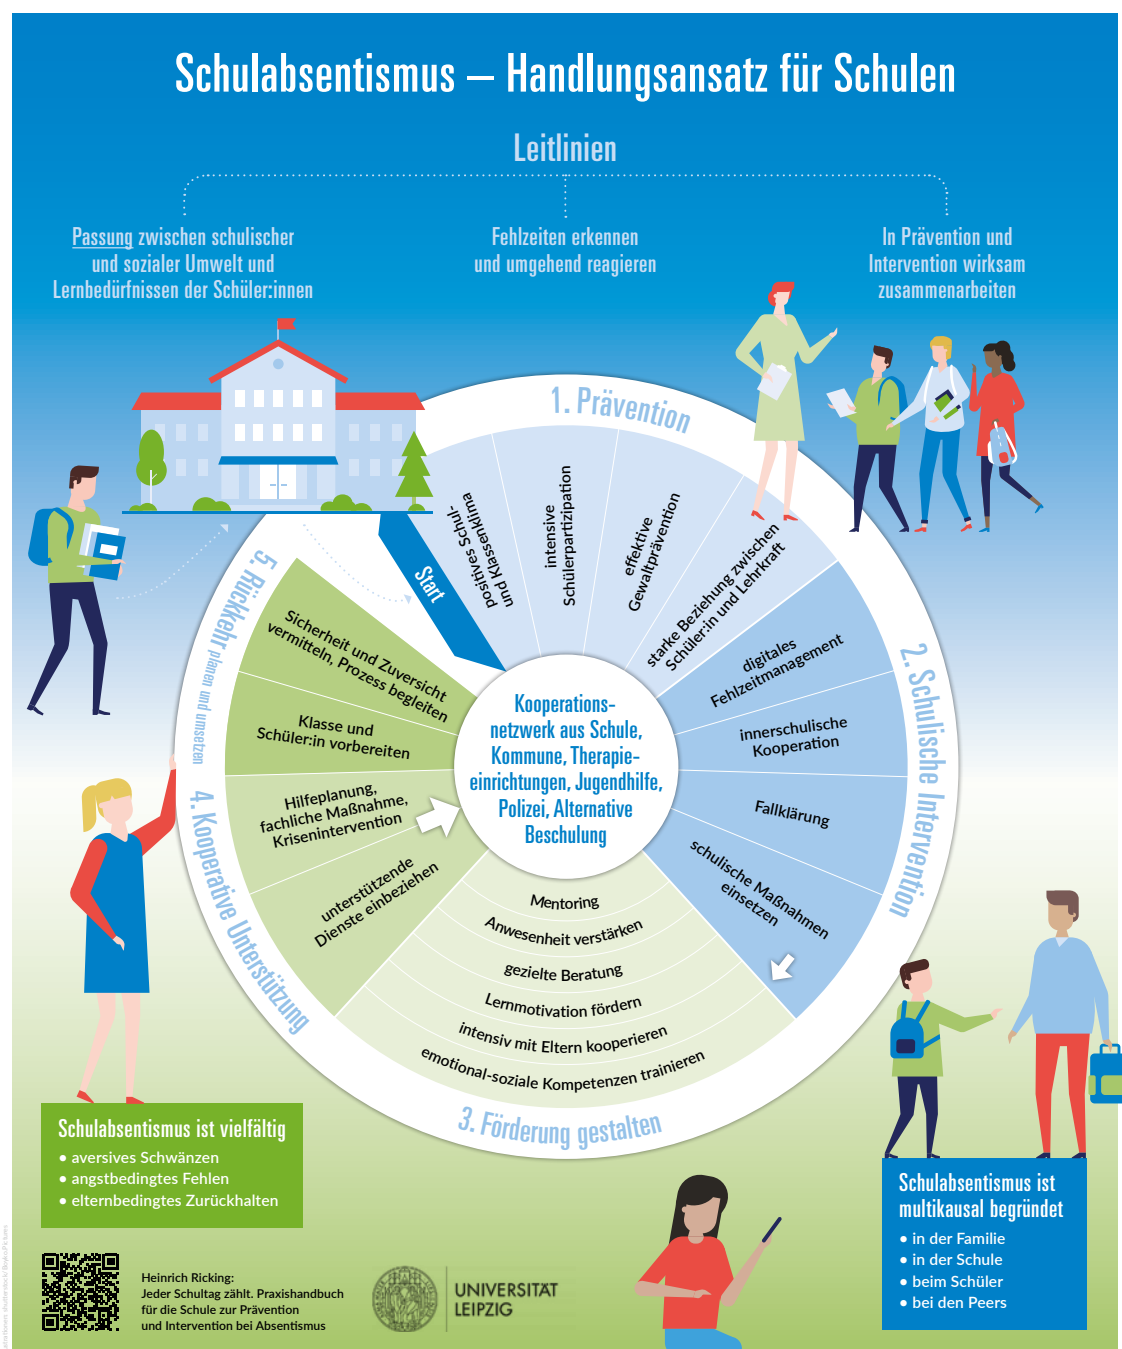 Schulabsentismus – Handlungsansatz für Schulen
Leitlinien
Passung zwischen schulischer
und sozialer Umwelt und
Lernbedürfnissen der Schüler:innen
Fehlzeiten erkennen
und umgehend reagieren
In Prävention und
Intervention wirksam
zusammenarbeiten
Start
1. Prävention
positives Schul-
und Klassenklima
intensive
Schülerpartizipation
effektive
Gewaltprävention
starke Beziehung zwischen
Schüler:in und Lehrkraft
2. Schulische Intervention
digitales
Fehlzeitmanagement
innerschulische
Kooperation
Fallklärung
schulische Maßnahmen
einsetzen
3. Förderung gestalten
Mentoring
Anwesenheit verstärken
gezielte Beratung
Lernmotivation fördern
intensiv mit Eltern kooperieren
emotional-soziale Kompetenzen trainieren
4. Kooperative Unterstützung
unterstützende
Dienste einbeziehen
Hilfeplanung,
fachliche Maßnahme,
Krisenintervention
5. Rückkehr planen und umsetzen
Klasse und
Schüler:in vorbereiten
Sicherheit und Zuversicht
vermitteln, Prozess begleiten
Kooperations-
netzwerk aus Schule,
Kommune, Therapie-
einrichtungen, Jugendhilfe,
Polizei, Alternative
Beschulung
Schulabsentismus ist vielfältig
• aversives Schwänzen
• angstbedingtes Fehlen
• elternbedingtes Zurückhalten
Schulabsentismus ist
multikausal begründet
• in der Familie
• in der Schule
• beim Schüler
• bei den Peers
Heinrich Ricking:
Jeder Schultag zählt. Praxishandbuch
für die Schule zur Prävention
und Intervention bei Absentismus
UNIVERSITÄT
LEIPZIG